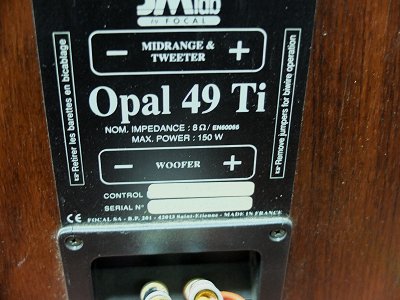 JMlab
by FOCAL
− MIDRANGE & TWEETER +
Opal 49 Ti
NOM. IMPEDANCE : 8 Ω / EN60065
MAX. POWER : 150 W
− WOOFER +
CONTROL
SERIAL N°
CE FOCAL SA - B.P. 201 - 42013 Saint-Etienne - MADE IN FRANCE
Retirer les barettes en bicablage
Remove jumpers for biwire operation